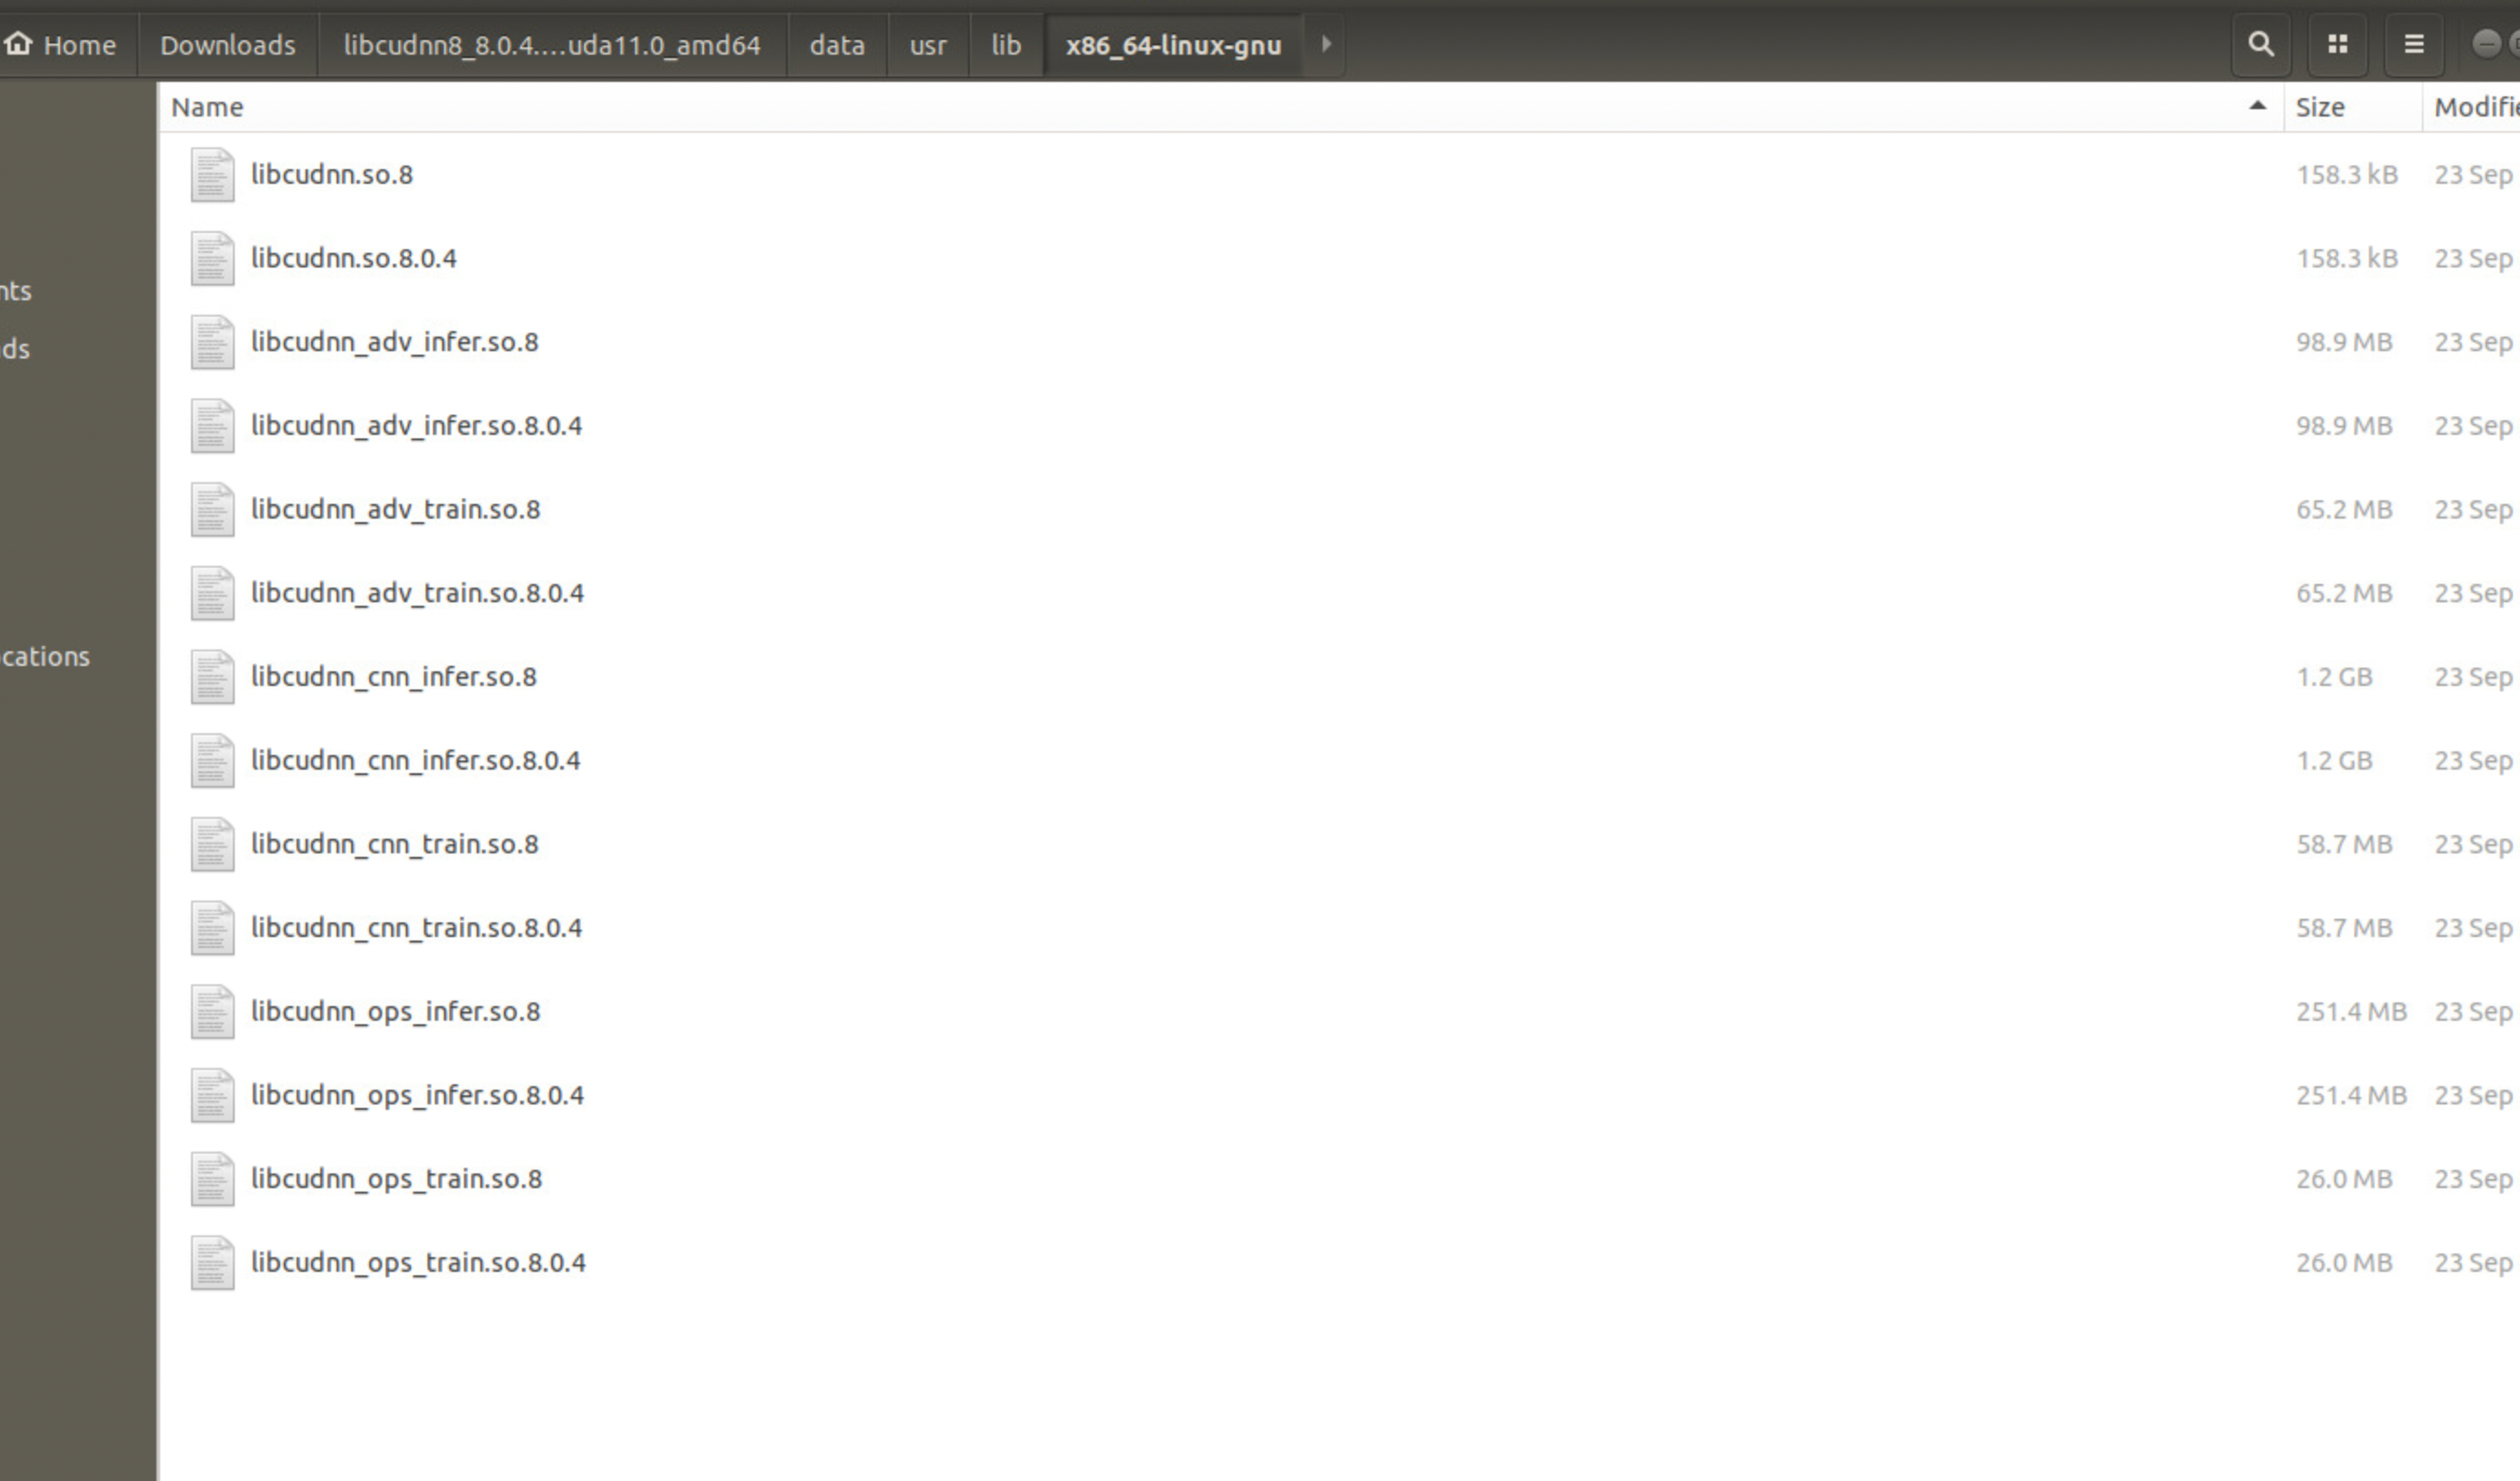 Home Downloads libcudnn8_8.0.4....uda11.0_amd64 data usr lib x86_64-linux-gnu
Name Size Modifie
libcudnn.so.8 158.3 kB 23 Sep
libcudnn.so.8.0.4 158.3 kB 23 Sep
nts
libcudnn_adv_infer.so.8 98.9 MB 23 Sep
ds
libcudnn_adv_infer.so.8.0.4 98.9 MB 23 Sep
libcudnn_adv_train.so.8 65.2 MB 23 Sep
libcudnn_adv_train.so.8.0.4 65.2 MB 23 Sep
cations
libcudnn_cnn_infer.so.8 1.2 GB 23 Sep
libcudnn_cnn_infer.so.8.0.4 1.2 GB 23 Sep
libcudnn_cnn_train.so.8 58.7 MB 23 Sep
libcudnn_cnn_train.so.8.0.4 58.7 MB 23 Sep
libcudnn_ops_infer.so.8 251.4 MB 23 Sep
libcudnn_ops_infer.so.8.0.4 251.4 MB 23 Sep
libcudnn_ops_train.so.8 26.0 MB 23 Sep
libcudnn_ops_train.so.8.0.4 26.0 MB 23 Sep